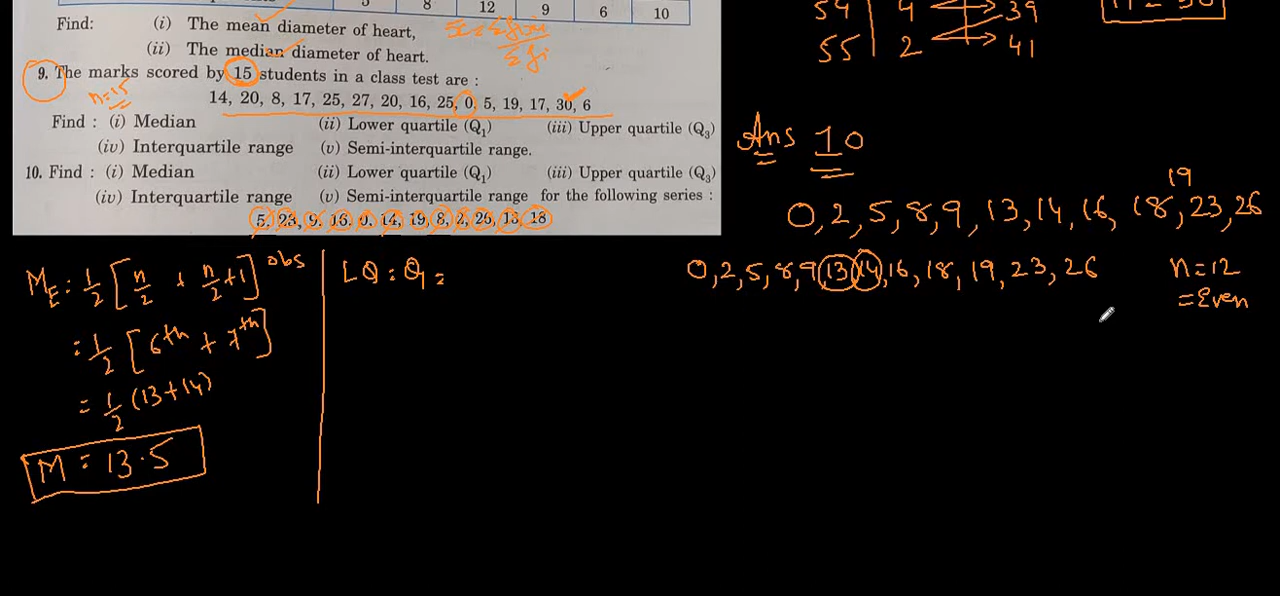 5 8 12 9 6 10
Find: (i) The mean diameter of heart,
(ii) The median diameter of heart.
9. The marks scored by 15 students in a class test are :
n=15
14, 20, 8, 17, 25, 27, 20, 16, 25, 0, 5, 19, 17, 30, 6
Find : (i) Median (ii) Lower quartile (Q₁) (iii) Upper quartile (Q₃)
(iv) Interquartile range (v) Semi-interquartile range.
10. Find : (i) Median (ii) Lower quartile (Q₁) (iii) Upper quartile (Q₃)
(iv) Interquartile range (v) Semi-interquartile range for the following series :
5, 23, 9, 16, 0, 14, 19, 8, 2, 26, 13, 18
54 | 4 39
55 | 2 41
Ans 10
19
0, 2, 5, 8, 9, 13, 14, 16, 18, 23, 26
0, 2, 5, 8, 9, 13, 14, 16, 18, 19, 23, 26 n=12
=Even
ME = 1/2 [n/2 + n/2+1] obs
= 1/2 [6th + 7th]
= 1/2 (13+14)
M = 13.5
LQ = Q₁ =